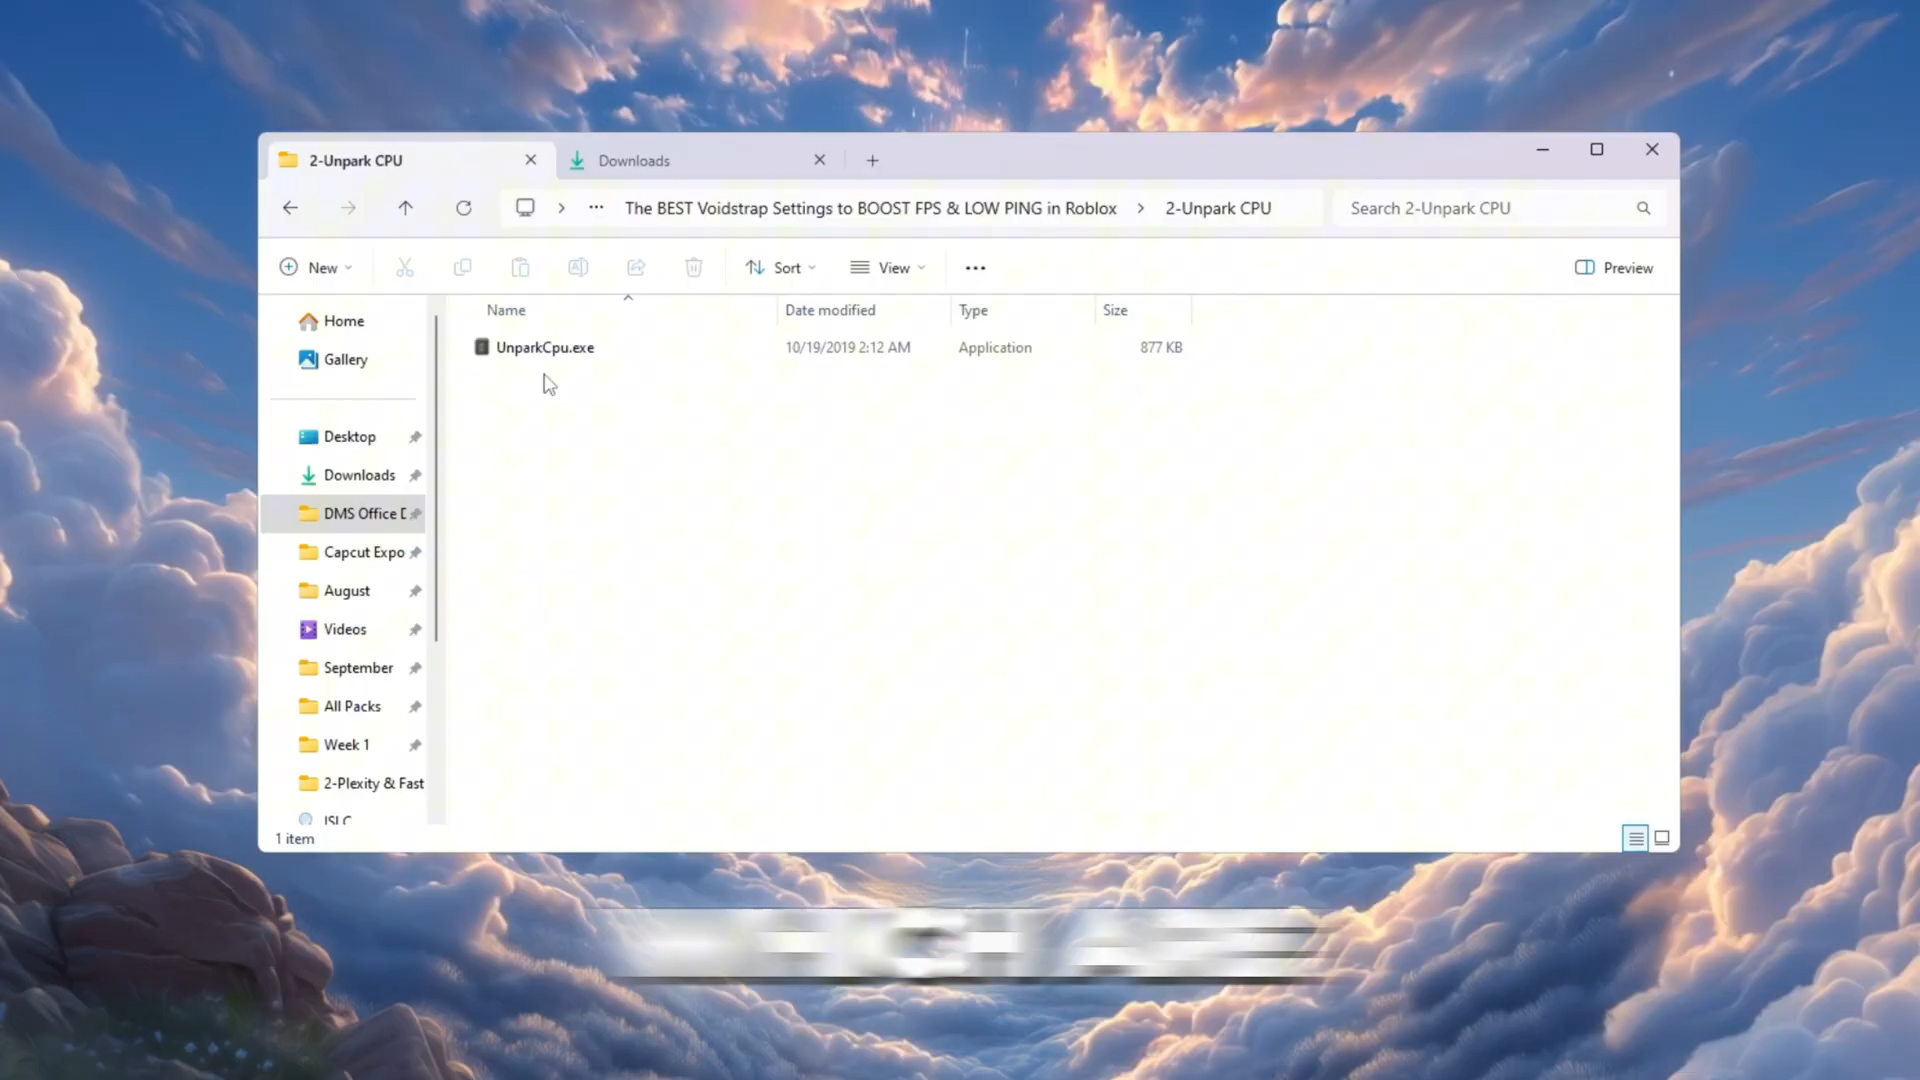 2-Unpark CPU
Downloads
The BEST Voidstrap Settings to BOOST FPS & LOW PING in Roblox > 2-Unpark CPU
Search 2-Unpark CPU
New
Sort
View
Preview
Name
Date modified
Type
Size
UnparkCpu.exe
10/19/2019 2:12 AM
Application
877 KB
Home
Gallery
Desktop
Downloads
DMS Office D
Capcut Expo
August
Videos
September
All Packs
Week 1
2-Plexity & Fast
ISLC
1 item